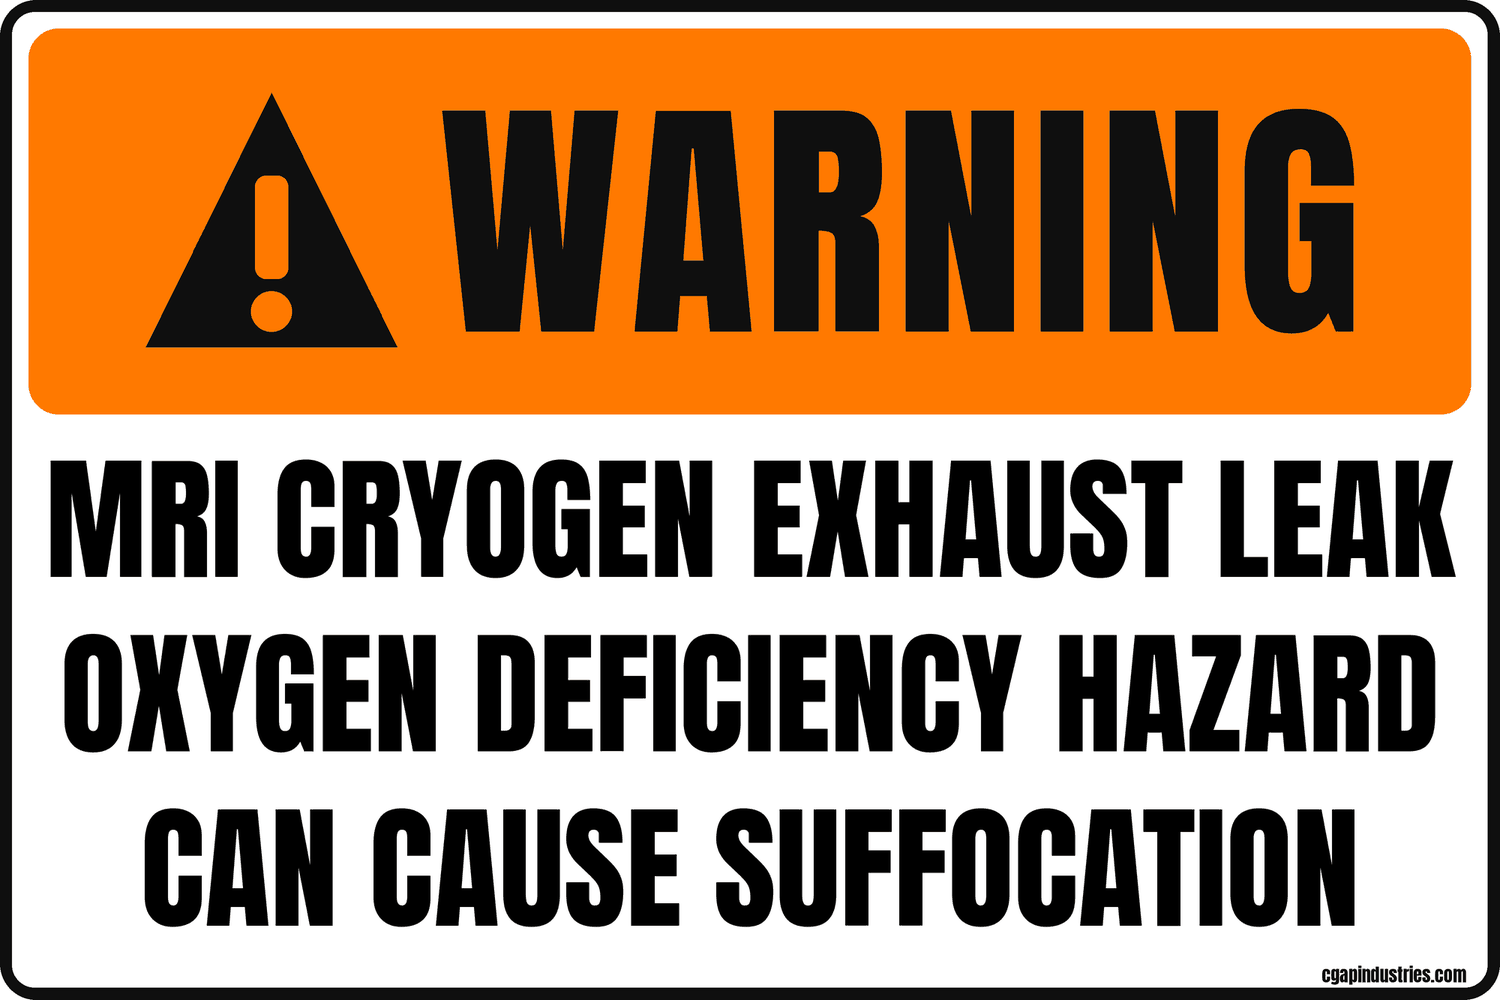 WARNING
MRI CRYOGEN EXHAUST LEAK
OXYGEN DEFICIENCY HAZARD
CAN CAUSE SUFFOCATION
cgapindustries.com